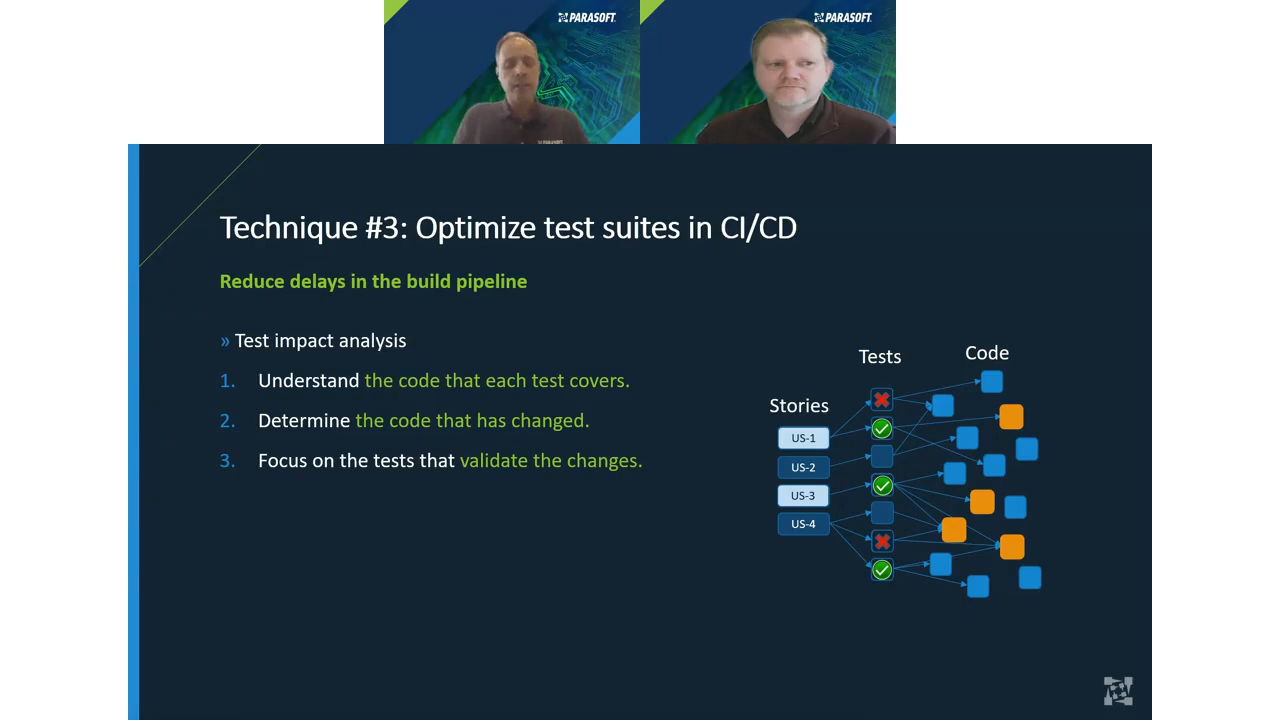 PARASOFT
PARASOFT
Technique #3: Optimize test suites in CI/CD
Reduce delays in the build pipeline
» Test impact analysis
1. Understand the code that each test covers.
2. Determine the code that has changed.
3. Focus on the tests that validate the changes.
Tests
Code
Stories
US-1
US-2
US-3
US-4